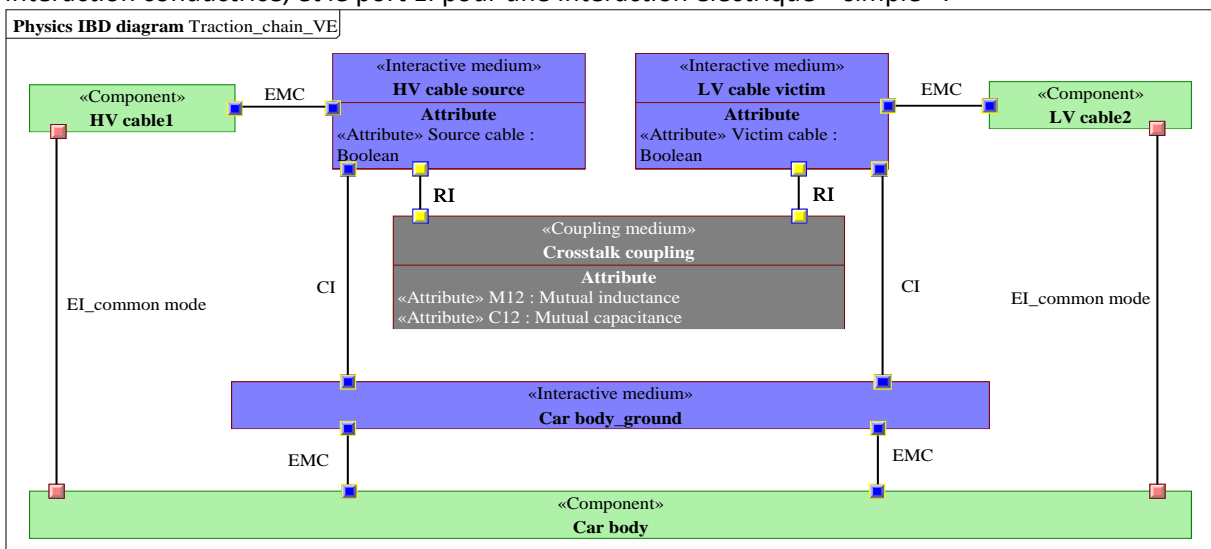 interaction conductrice, et le port EI pour une interaction électrique « simple » .
Physics IBD diagram Traction_chain_VE
«Interactive medium»
HV cable source
Attribute
«Attribute» Source cable :
Boolean
«Interactive medium»
LV cable victim
Attribute
«Attribute» Victim cable :
Boolean
«Component»
HV cable1
EMC
EMC
«Component»
LV cable2
RI
RI
«Coupling medium»
Crosstalk coupling
Attribute
«Attribute» M12 : Mutual inductance
«Attribute» C12 : Mutual capacitance
EI_common mode
CI
CI
EI_common mode
«Interactive medium»
Car body_ground
EMC
EMC
«Component»
Car body